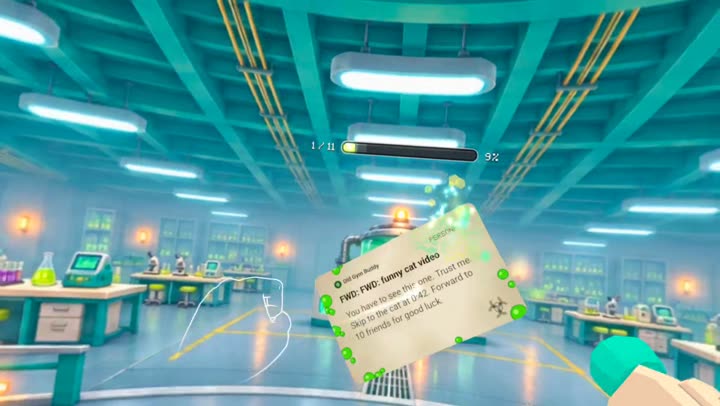 1/11
9%
PERSONAL
Old Gym Buddy
FWD: FWD: funny cat video
You have to see this one. Trust me.
Skip to the cat at 0:42. Forward to
10 friends for good luck.